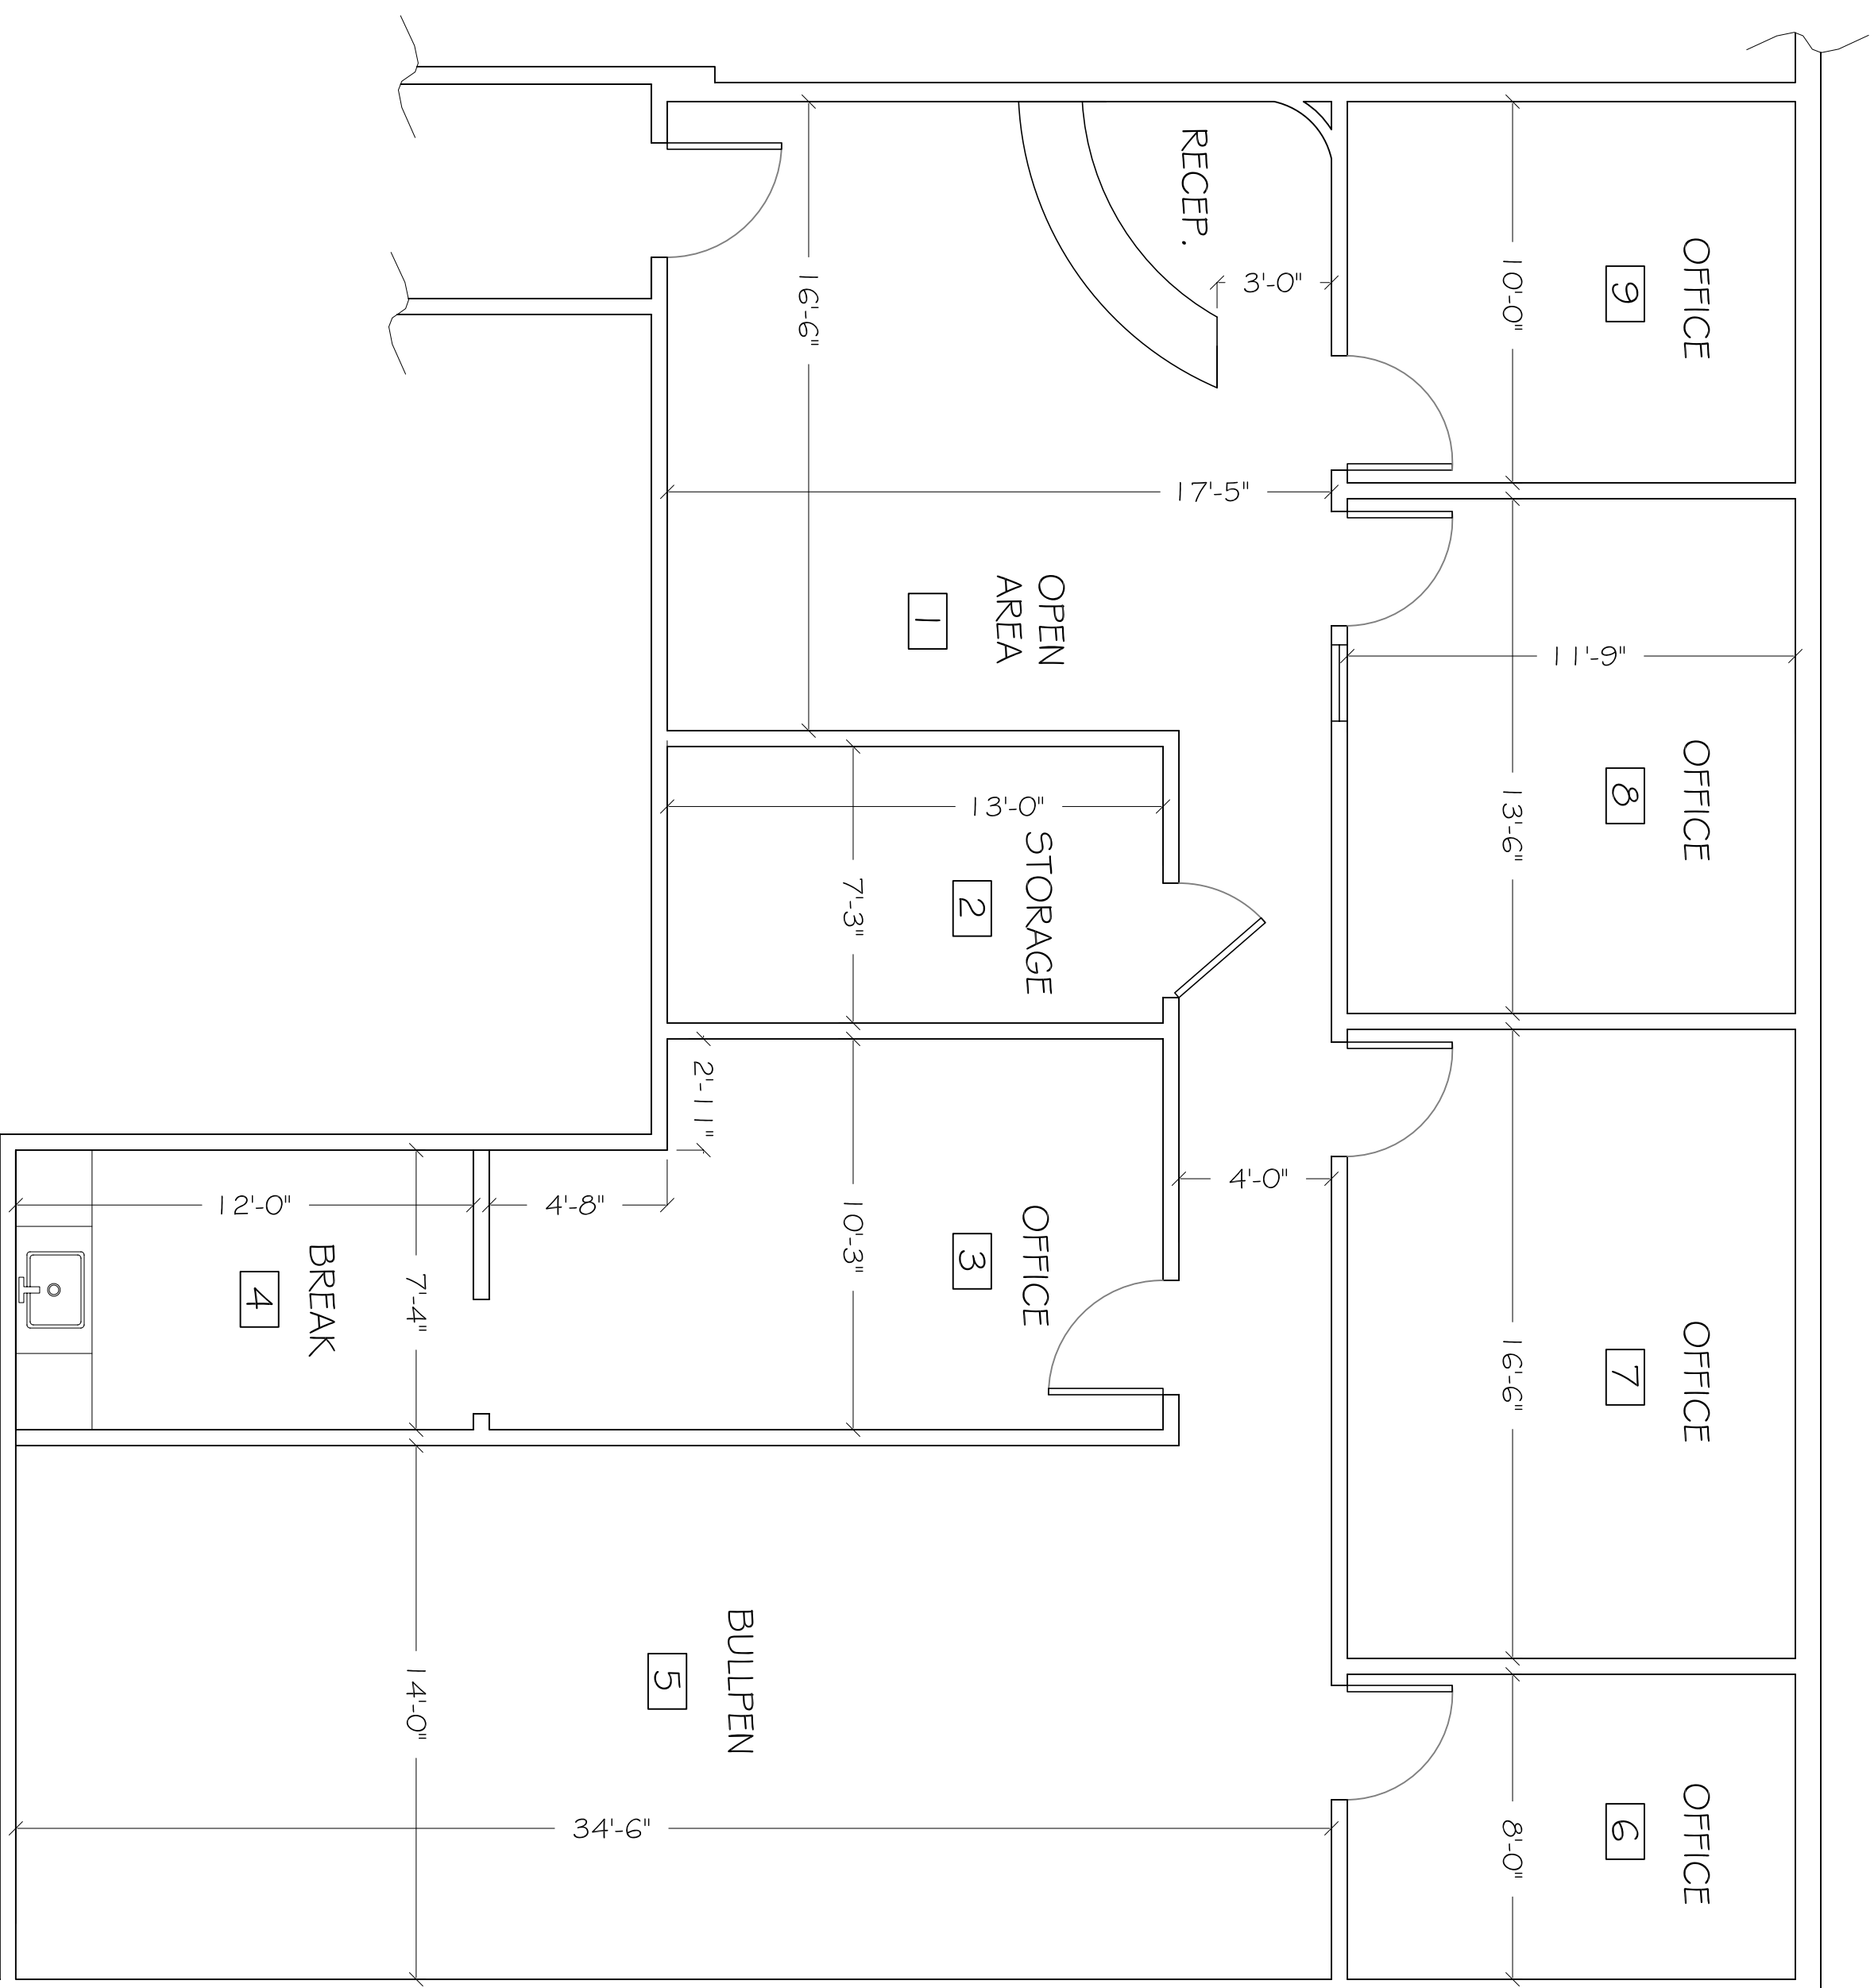 RECEP.
3'-0"
OFFICE
9
10'-0"
16'-6"
17'-5"
OPEN
AREA
1
11'-9"
OFFICE
8
13'-6"
13'-0"
STORAGE
2
7'-3"
2'-11"
4'-0"
12'-0"
4'-8"
10'-3"
OFFICE
3
BREAK
4
7'-4"
OFFICE
7
16'-6"
BULLPEN
5
14'-0"
34'-6"
OFFICE
6
8'-0"